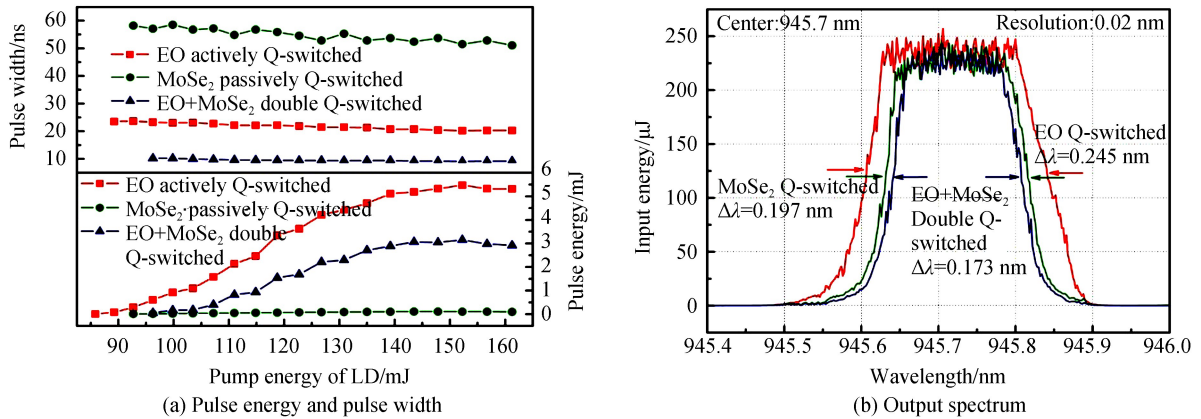 60
50
40
30
20
10
Pulse width/ns
EO actively Q-switched
MoSe₂ passively Q-switched
EO+MoSe₂ double Q-switched
EO actively Q-switched
MoSe₂·passively Q-switched
EO+MoSe₂ double
Q-switched
6
5
4
3
2
1
0
Pulse energy/mJ
90 100 110 120 130 140 150 160
Pump energy of LD/mJ
(a) Pulse energy and pulse width
Center:945.7 nm
Resolution:0.02 nm
250
200
150
100
50
0
Input energy/μJ
EO Q-switched
Δλ=0.245 nm
MoSe₂ Q-switched
Δλ=0.197 nm
EO+MoSe₂
Double Q-
switched
Δλ=0.173 nm
945.4 945.5 945.6 945.7 945.8 945.9 946.0
Wavelength/nm
(b) Output spectrum